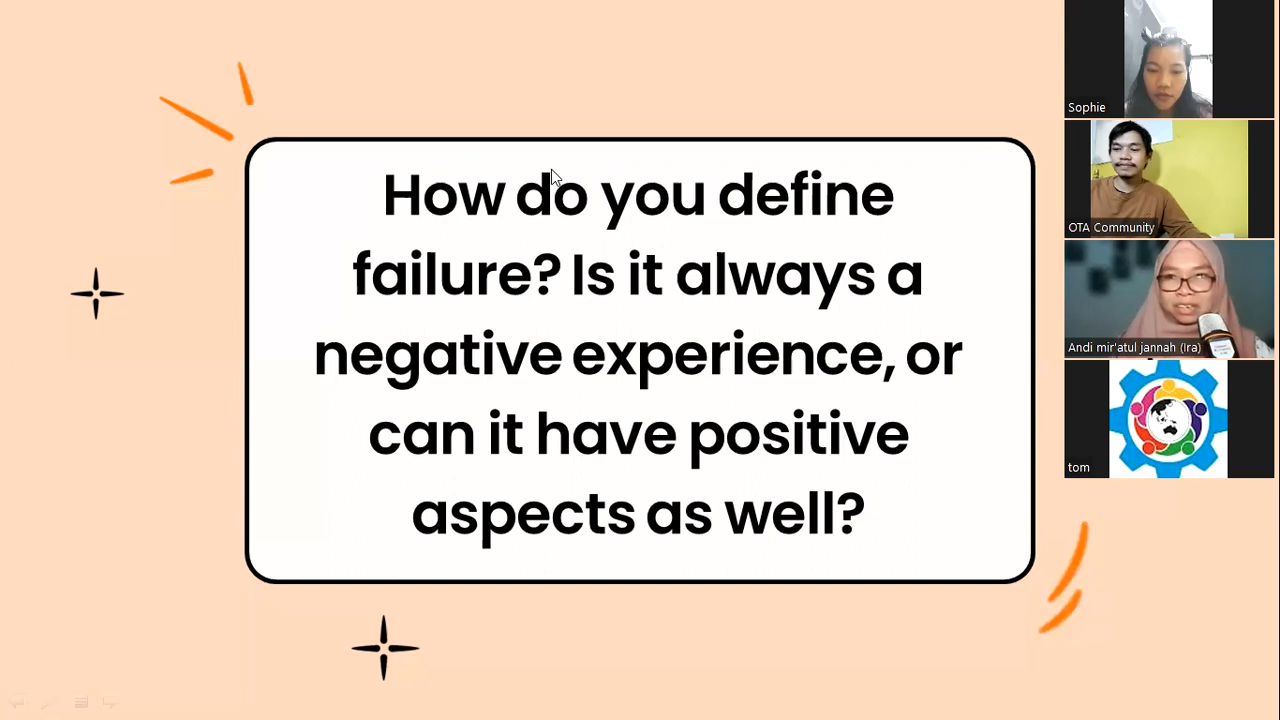 How do you define
failure? Is it always a
negative experience, or
can it have positive
aspects as well?
Sophie
OTA Community
Andi mir'atul jannah (Ira)
tom